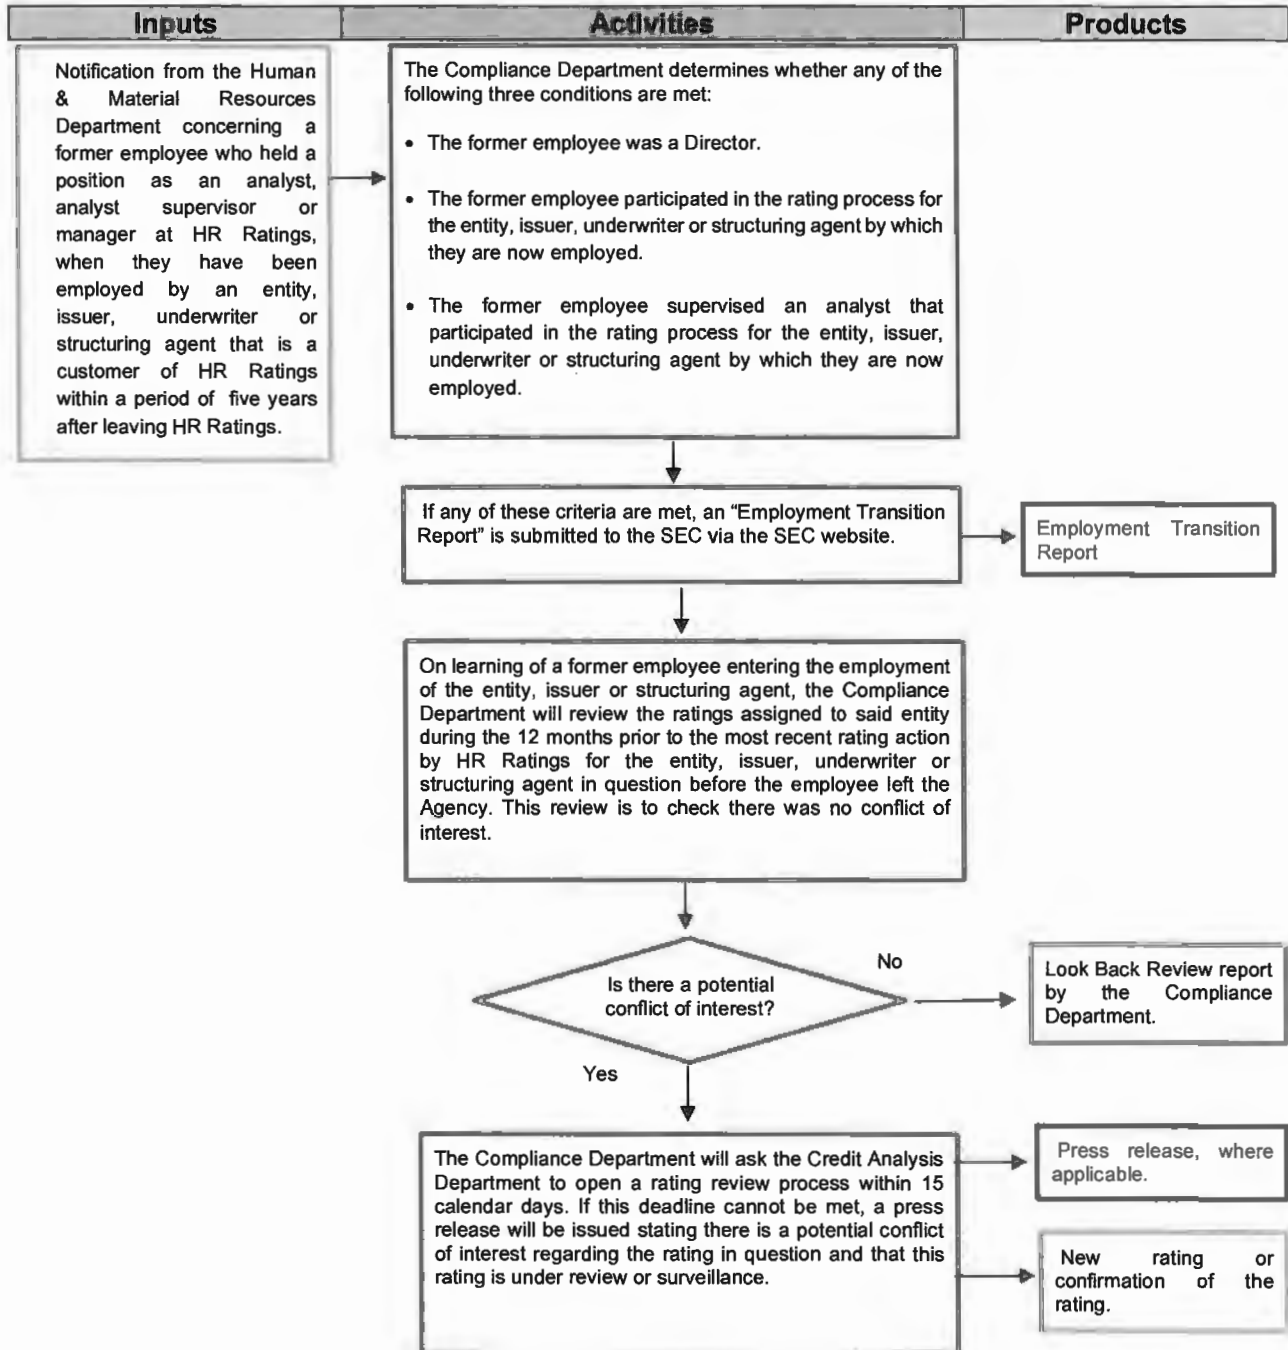 Inputs
Activities
Products
Notification from the Human
& Material Resources
Department concerning a
former employee who held a
position as an analyst,
analyst supervisor or
manager at HR Ratings,
when they have been
employed by an entity,
issuer, underwriter or
structuring agent that is a
customer of HR Ratings
within a period of five years
after leaving HR Ratings.
The Compliance Department determines whether any of the
following three conditions are met:
• The former employee was a Director.
• The former employee participated in the rating process for
the entity, issuer, underwriter or structuring agent by which
they are now employed.
• The former employee supervised an analyst that
participated in the rating process for the entity, issuer,
underwriter or structuring agent by which they are now
employed.
If any of these criteria are met, an “Employment Transition
Report” is submitted to the SEC via the SEC website.
Employment Transition
Report
On learning of a former employee entering the employment
of the entity, issuer or structuring agent, the Compliance
Department will review the ratings assigned to said entity
during the 12 months prior to the most recent rating action
by HR Ratings for the entity, issuer, underwriter or
structuring agent in question before the employee left the
Agency. This review is to check there was no conflict of
interest.
Is there a potential
conflict of interest?
No
Look Back Review report
by the Compliance
Department.
Yes
The Compliance Department will ask the Credit Analysis
Department to open a rating review process within 15
calendar days. If this deadline cannot be met, a press
release will be issued stating there is a potential conflict
of interest regarding the rating in question and that this
rating is under review or surveillance.
Press release, where
applicable.
New rating or
confirmation of the
rating.